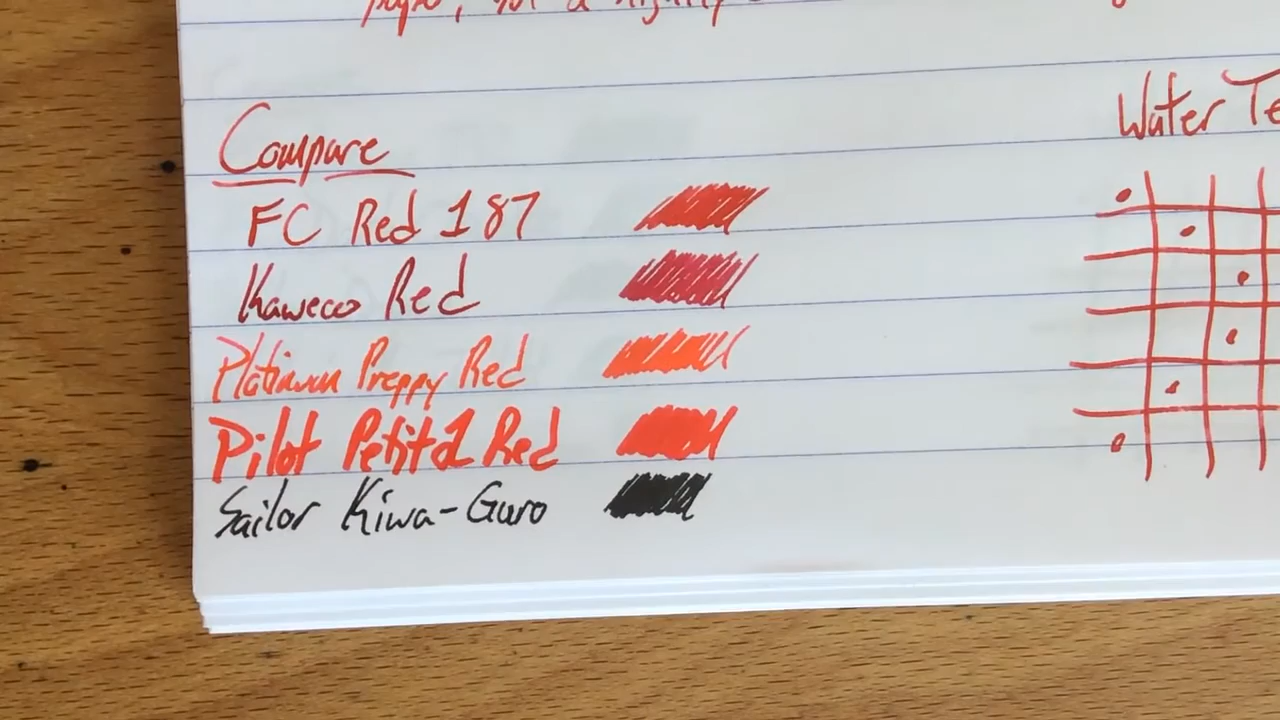 Compare
Water Te
FC Red 187
Kaweco Red
Platinum Preppy Red
Pilot Petit1 Red
Sailor Kiwa-Guro